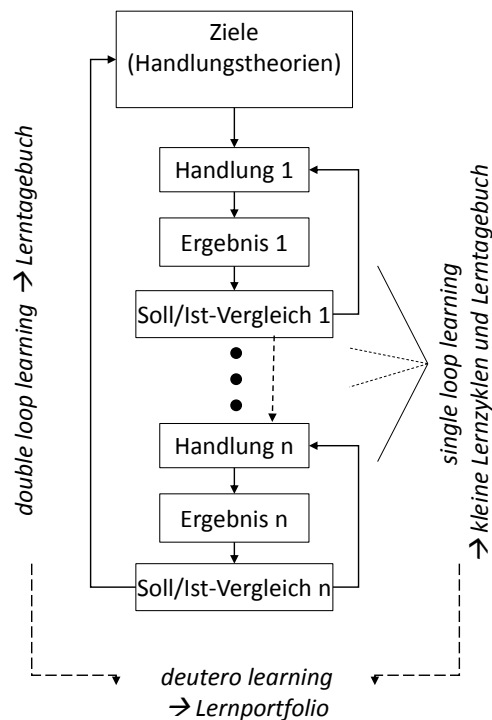 Ziele
(Handlungstheorien)
Handlung 1
Ergebnis 1
Soll/Ist-Vergleich 1
Handlung n
Ergebnis n
Soll/Ist-Vergleich n
double loop learning → Lerntagebuch
single loop learning
→ kleine Lernzyklen und Lerntagebuch
deutero learning
→ Lernportfolio